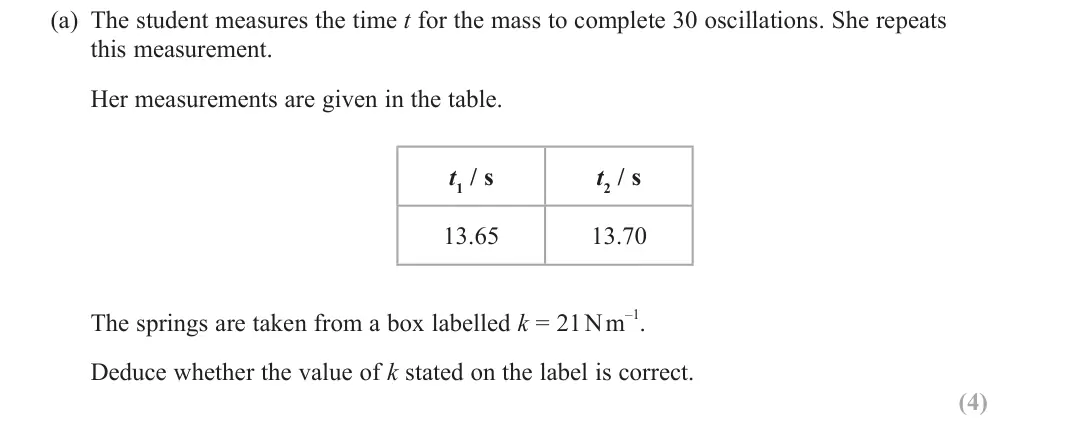 (a) The student measures the time t for the mass to complete 30 oscillations. She repeats
this measurement.
Her measurements are given in the table.
t₁ / s t₂ / s
13.65 13.70
The springs are taken from a box labelled k = 21 N m⁻¹.
Deduce whether the value of k stated on the label is correct.
(4)